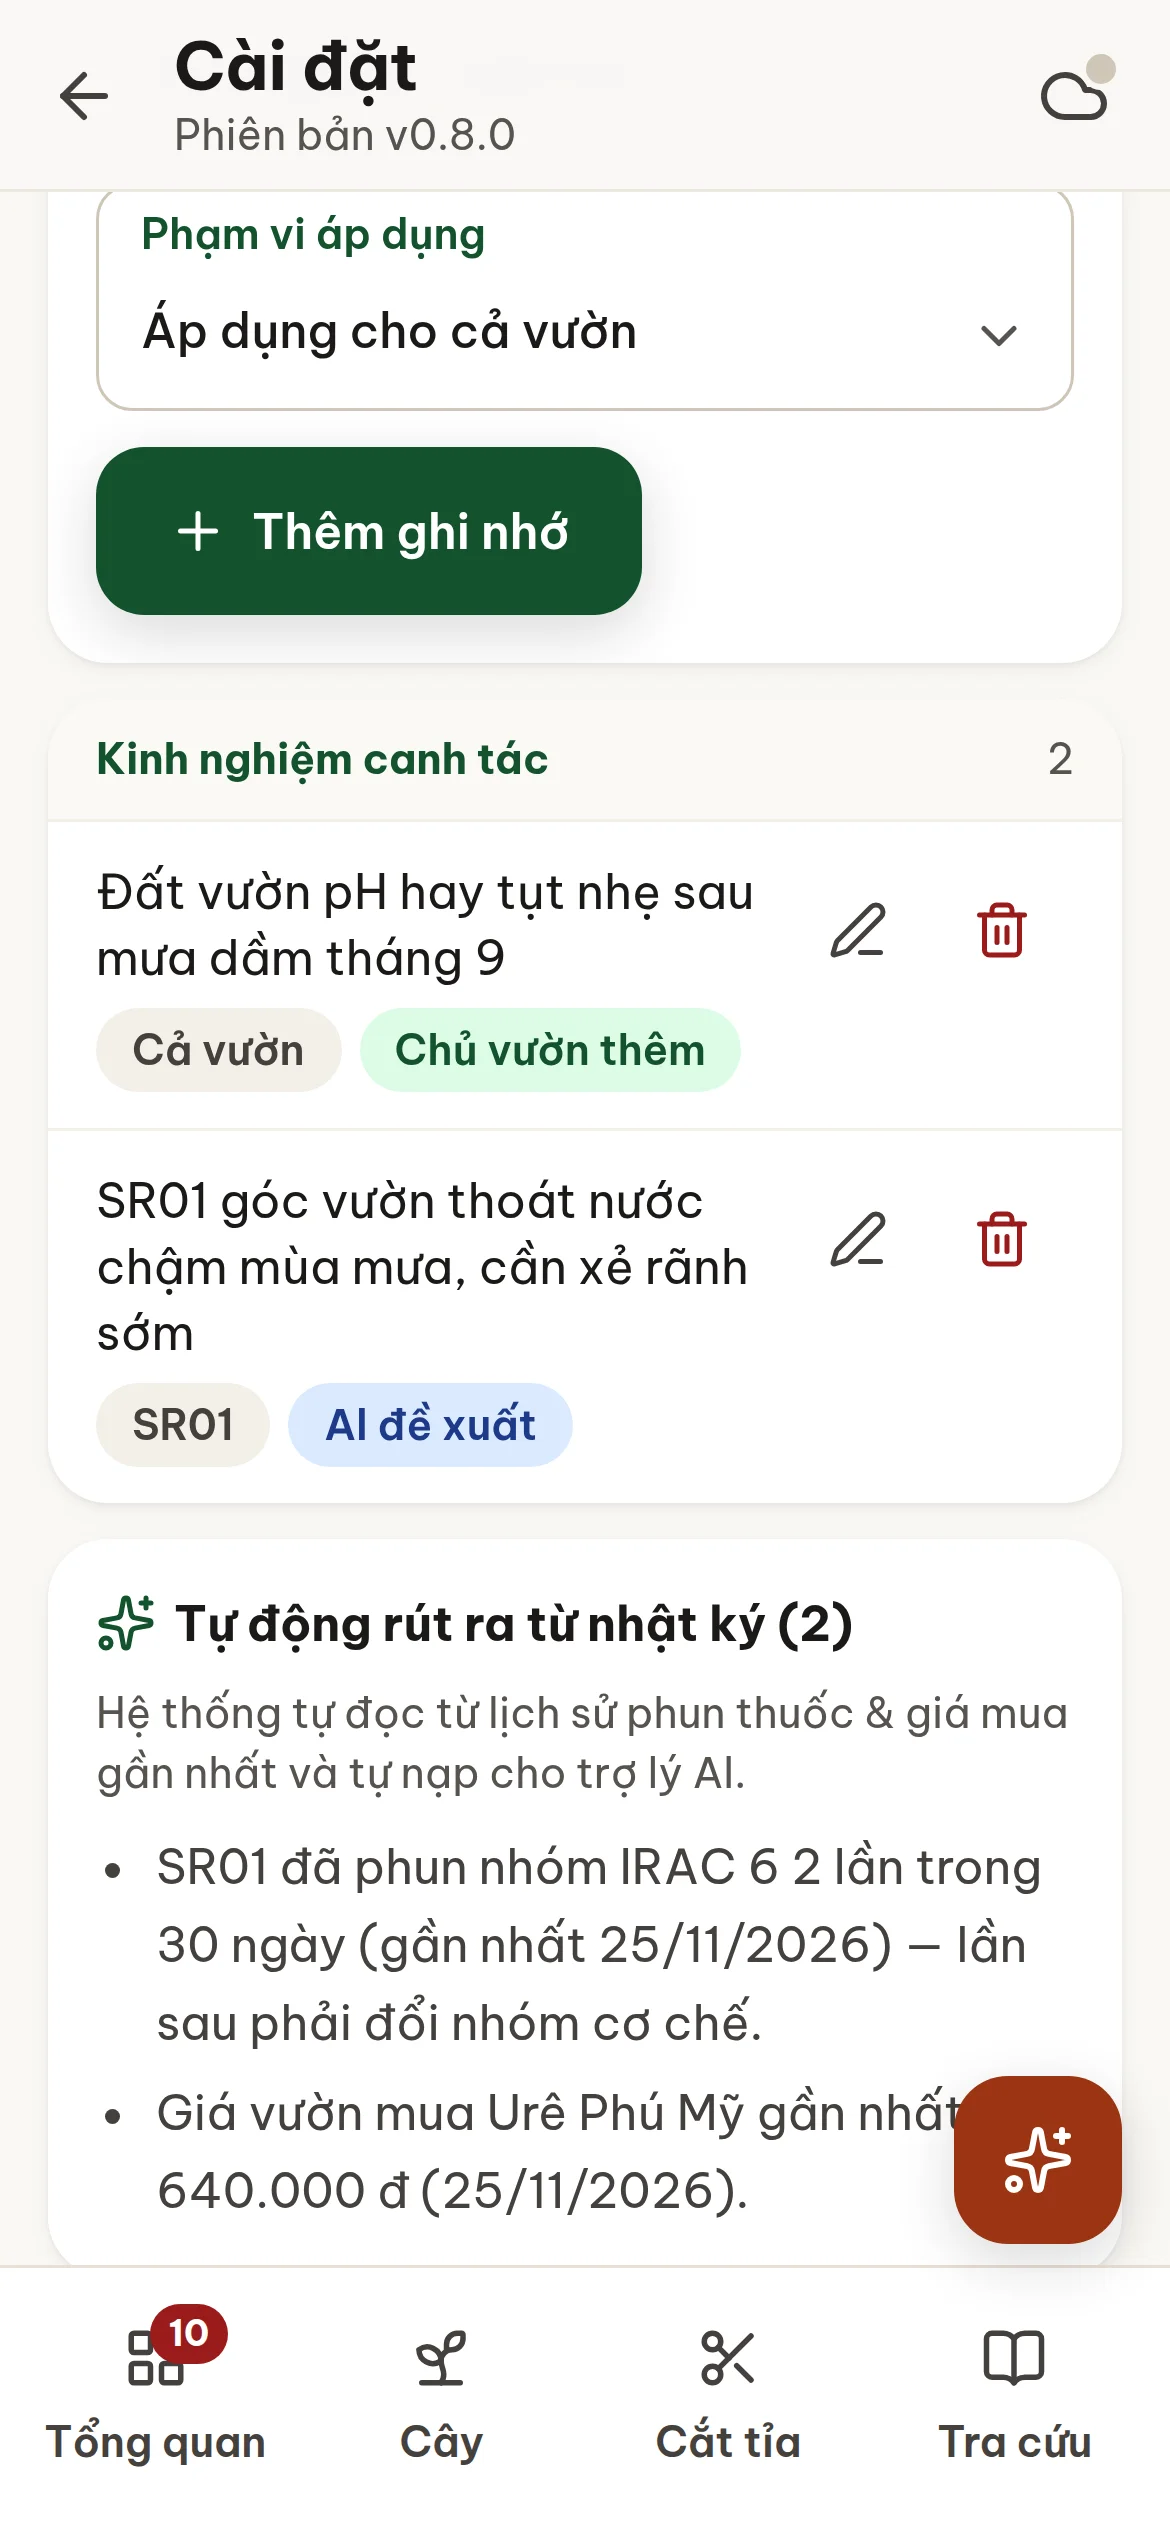 Cài đặt
Phiên bản v0.8.0
Phạm vi áp dụng
Áp dụng cho cả vườn
Thêm ghi nhớ
Kinh nghiệm canh tác
2
Đất vườn pH hay tụt nhẹ sau
mưa dầm tháng 9
Cả vườn
Chủ vườn thêm
SR01 góc vườn thoát nước
chậm mùa mưa, cần xẻ rãnh
sớm
SR01
AI đề xuất
Tự động rút ra từ nhật ký (2)
Hệ thống tự đọc từ lịch sử phun thuốc & giá mua
gần nhất và tự nạp cho trợ lý AI.
• SR01 đã phun nhóm IRAC 6 2 lần trong
30 ngày (gần nhất 25/11/2026) — lần
sau phải đổi nhóm cơ chế.
• Giá vườn mua Urê Phú Mỹ gần nhất
640.000 đ (25/11/2026).
10
Tổng quan
Cây
Cắt tỉa
Tra cứu